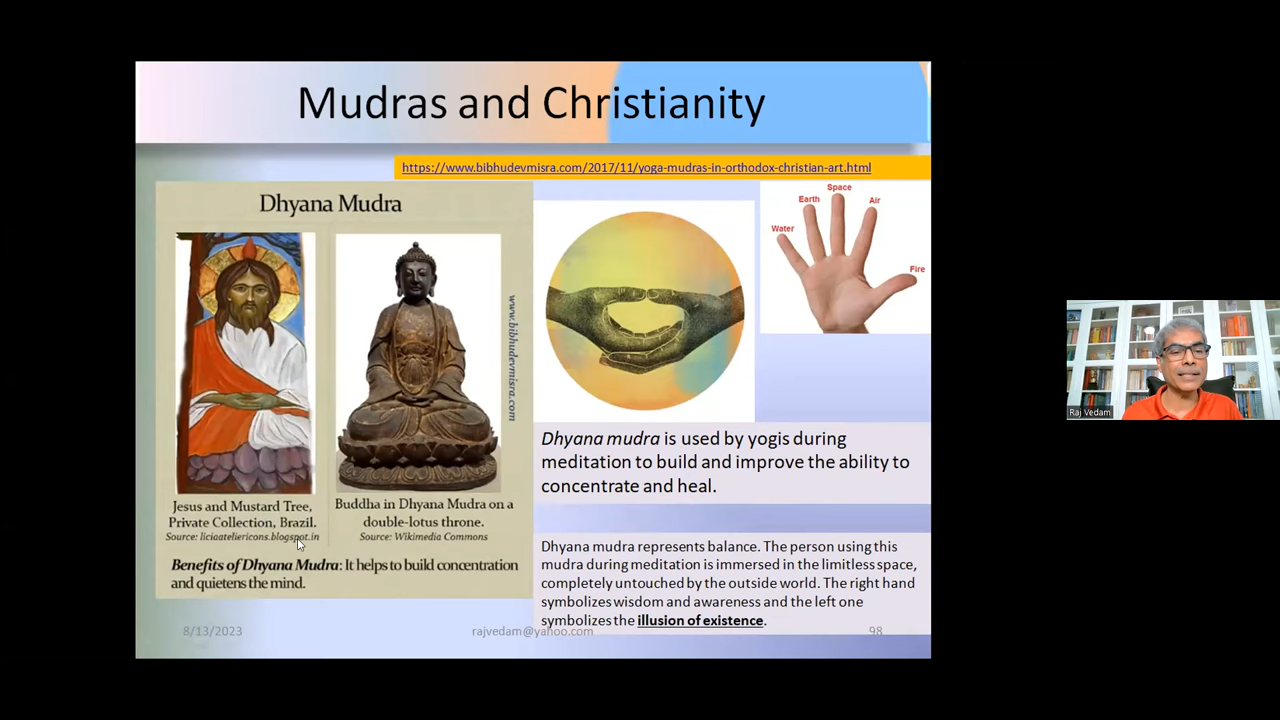 Mudras and Christianity
https://www.bibhudevmisra.com/2017/11/yoga-mudras-in-orthodox-christian-art.html
Dhyana Mudra
www.bibhudevmisra.com
Jesus and Mustard Tree,
Private Collection, Brazil.
Source: liciaateliericons.blogspot.in
Buddha in Dhyana Mudra on a
double-lotus throne.
Source: Wikimedia Commons
Benefits of Dhyana Mudra: It helps to build concentration
and quietens the mind.
Space
Earth
Air
Water
Fire
Dhyana mudra is used by yogis during
meditation to build and improve the ability to
concentrate and heal.
Dhyana mudra represents balance. The person using this
mudra during meditation is immersed in the limitless space,
completely untouched by the outside world. The right hand
symbolizes wisdom and awareness and the left one
symbolizes the illusion of existence.
8/13/2023
rajvedam@yahoo.com
98
Raj Vedam